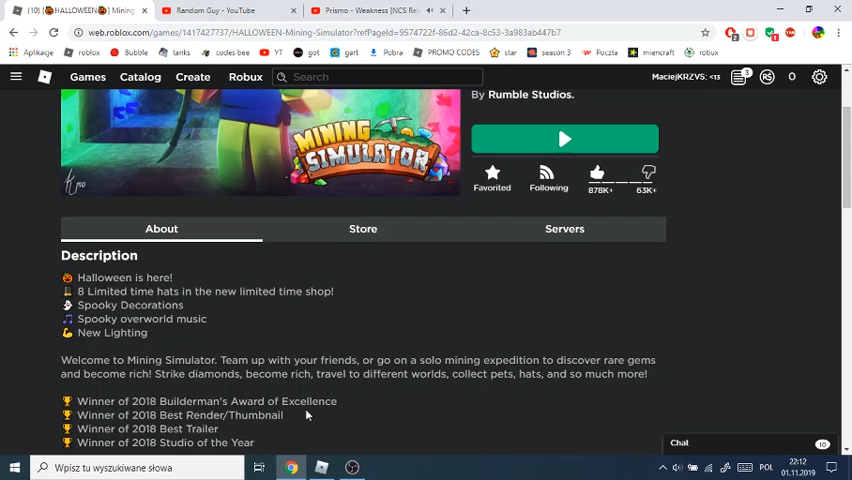 (10) [🎃HALLOWEEN🎃] Mining
Random Guy - YouTube
Prismo - Weakness [NCS Rel
web.roblox.com/games/1417427737/HALLOWEEN-Mining-Simulator?refPageId=9574722f-86d2-42ca-8c53-3a983ab447b7
Aplikacje
roblox
Bubble
tanks
codes bee
YT
got
gg1
Pobra
PROMO CODES
star
season 3
Poczta
miencraft
robux
Games
Catalog
Create
Robux
Search
MaciejKRZVS: <13
3
0
By Rumble Studios.
MINING
SIMULATOR
Favorited
Following
878K+
63K+
About
Store
Servers
Description
🎃 Halloween is here!
🎩 8 Limited time hats in the new limited time shop!
👻 Spooky Decorations
🎵 Spooky overworld music
💪 New Lighting
Welcome to Mining Simulator. Team up with your friends, or go on a solo mining expedition to discover rare gems
and become rich! Strike diamonds, become rich, travel to different worlds, collect pets, hats, and so much more!
🏆 Winner of 2018 Builderman's Award of Excellence
🏆 Winner of 2018 Best Render/Thumbnail
🏆 Winner of 2018 Best Trailer
🏆 Winner of 2018 Studio of the Year
Chat
10
Wpisz tu wyszukiwane słowa
POL
22:12
01.11.2019